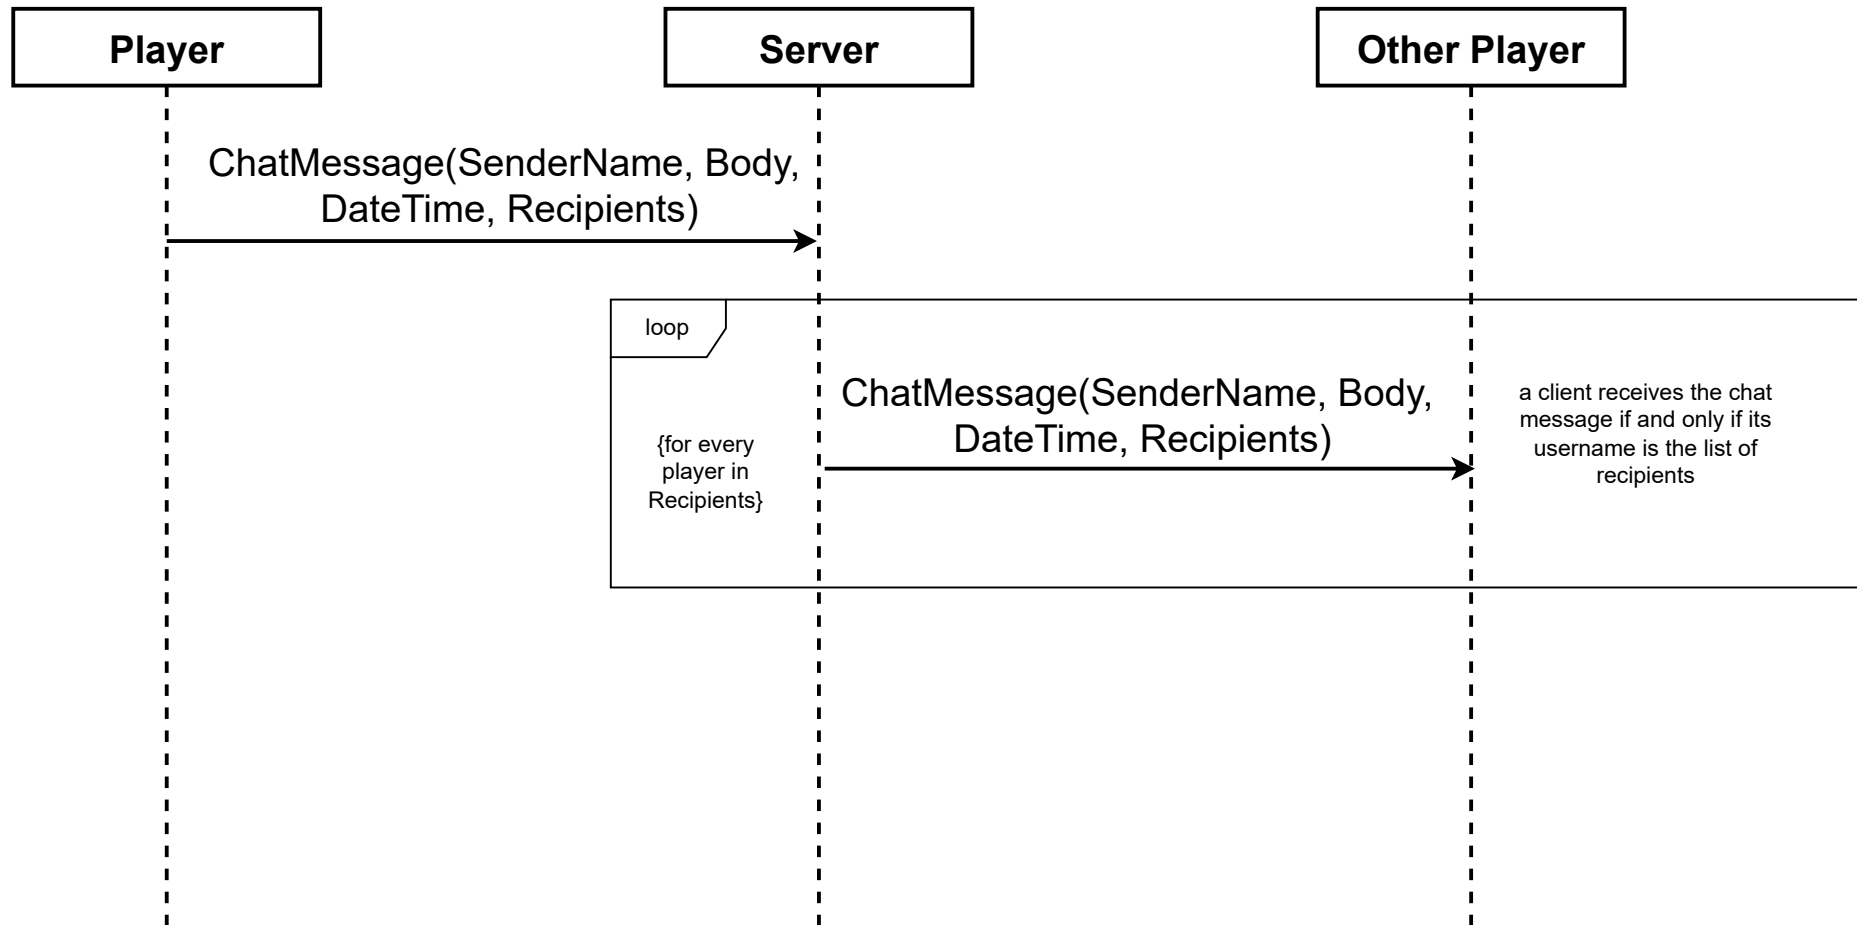 Player
Server
Other Player
ChatMessage(SenderName, Body,
DateTime, Recipients)
loop
{for every
player in
Recipients}
ChatMessage(SenderName, Body,
DateTime, Recipients)
a client receives the chat
message if and only if its
username is the list of
recipients